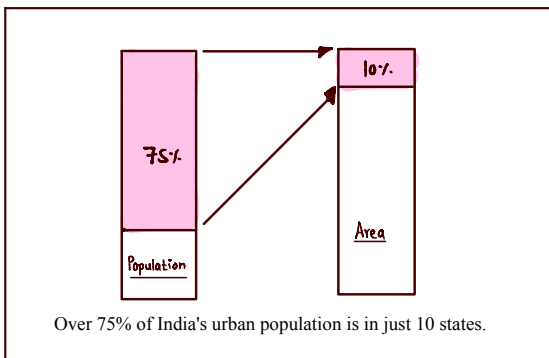 10%
75%
Area
Population
Over 75% of India's urban population is in just 10 states.